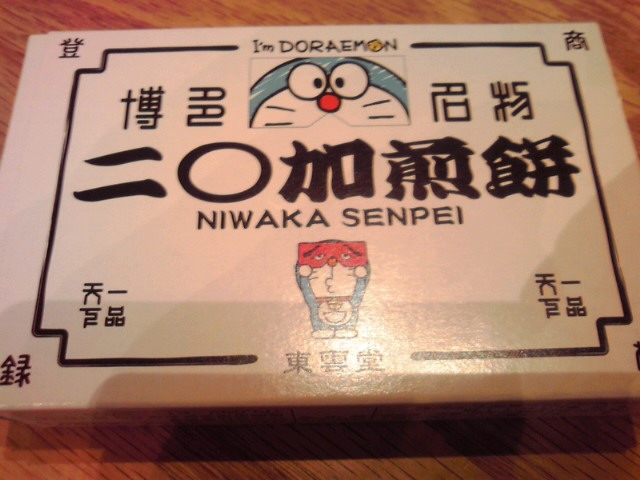 登 商
I'm DORAEMON
博多 名物
二〇加煎餅
NIWAKA SENPEI
天下一品 天下一品
東雲堂
録